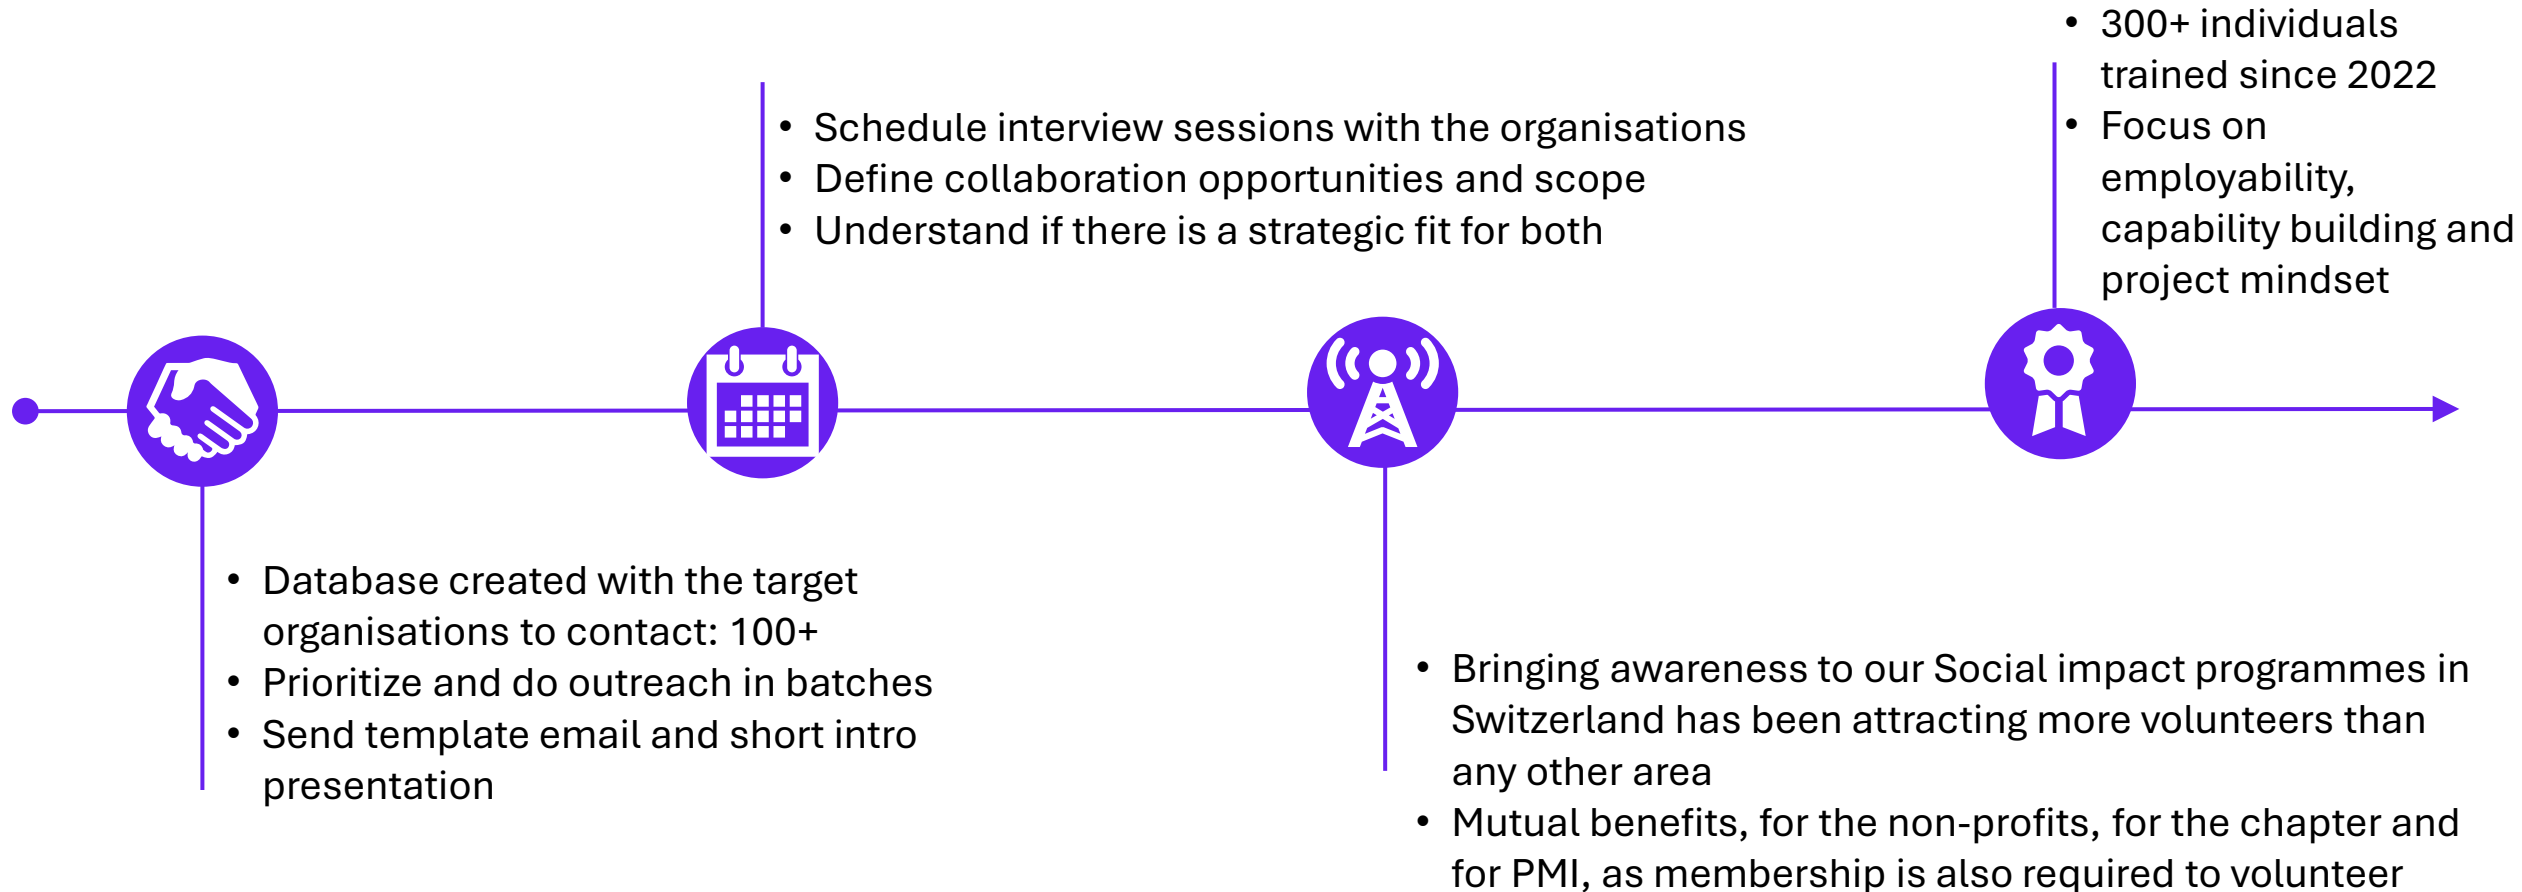 • Database created with the target
organisations to contact: 100+
• Prioritize and do outreach in batches
• Send template email and short intro
presentation
• Schedule interview sessions with the organisations
• Define collaboration opportunities and scope
• Understand if there is a strategic fit for both
• Bringing awareness to our Social impact programmes in
Switzerland has been attracting more volunteers than
any other area
• Mutual benefits, for the non-profits, for the chapter and
for PMI, as membership is also required to volunteer
• 300+ individuals
trained since 2022
• Focus on
employability,
capability building and
project mindset